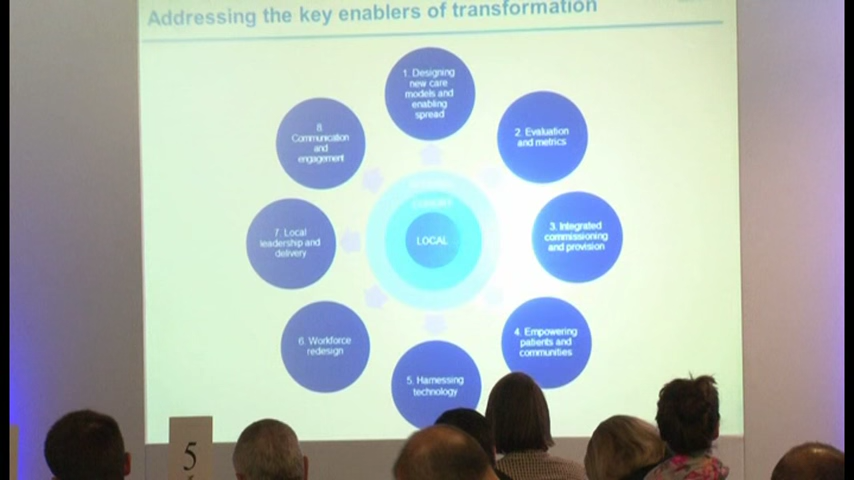 Addressing the key enablers of transformation
1. Designing
new care
models and
enabling
spread
2. Evaluation
and metrics
3. Integrated
commissioning
and provision
4. Empowering
patients and
communities
5. Harnessing
technology
6. Workforce
redesign
7. Local
leadership and
delivery
8.
Communication
and
engagement
LOCAL
5